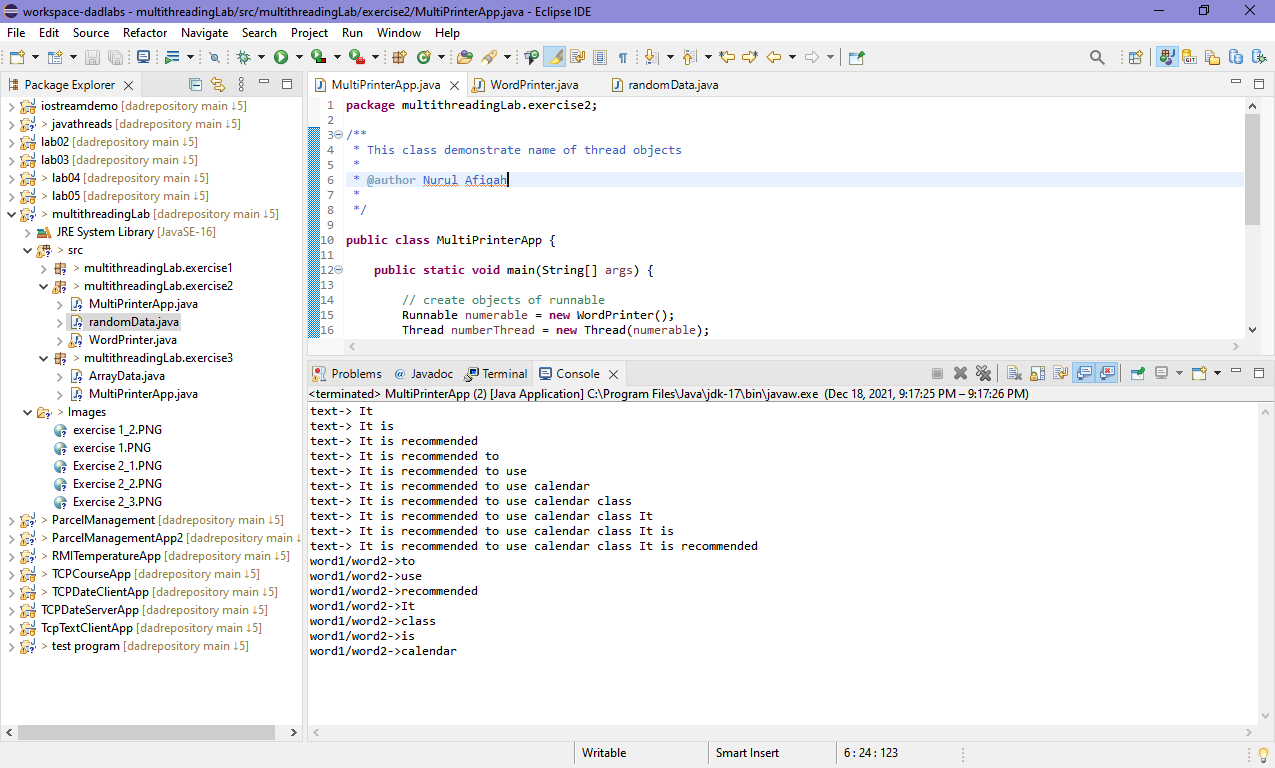 workspace-dadlabs - multithreadingLab/src/multithreadingLab/exercise2/MultiPrinterApp.java - Eclipse IDE
File Edit Source Refactor Navigate Search Project Run Window Help
Package Explorer
iostreamdemo [dadrepository main ↓5]
> javathreads [dadrepository main ↓5]
lab02 [dadrepository main ↓5]
lab03 [dadrepository main ↓5]
> lab04 [dadrepository main ↓5]
> lab05 [dadrepository main ↓5]
> multithreadingLab [dadrepository main ↓5]
JRE System Library [JavaSE-16]
> src
> multithreadingLab.exercise1
> multithreadingLab.exercise2
MultiPrinterApp.java
randomData.java
WordPrinter.java
> multithreadingLab.exercise3
ArrayData.java
MultiPrinterApp.java
> Images
exercise 1_2.PNG
exercise 1.PNG
Exercise 2_1.PNG
Exercise 2_2.PNG
Exercise 2_3.PNG
> ParcelManagement [dadrepository main ↓5]
> ParcelManagementApp2 [dadrepository main ↓
> RMITemperatureApp [dadrepository main ↓5]
> TCPCourseApp [dadrepository main ↓5]
> TCPDateClientApp [dadrepository main ↓5]
TCPDateServerApp [dadrepository main ↓5]
TcpTextClientApp [dadrepository main ↓5]
> test program [dadrepository main ↓5]
MultiPrinterApp.java WordPrinter.java randomData.java
1 package multithreadingLab.exercise2;
2
3 /**
4 * This class demonstrate name of thread objects
5 *
6 * @author Nurul Afiqah
7 *
8 */
9
10 public class MultiPrinterApp {
11
12 public static void main(String[] args) {
13
14 // create objects of runnable
15 Runnable numerable = new WordPrinter();
16 Thread numberThread = new Thread(numerable);
Problems @ Javadoc Terminal Console
<terminated> MultiPrinterApp (2) [Java Application] C:\Program Files\Java\jdk-17\bin\javaw.exe (Dec 18, 2021, 9:17:25 PM – 9:17:26 PM)
text-> It
text-> It is
text-> It is recommended
text-> It is recommended to
text-> It is recommended to use
text-> It is recommended to use calendar
text-> It is recommended to use calendar class
text-> It is recommended to use calendar class It
text-> It is recommended to use calendar class It is
text-> It is recommended to use calendar class It is recommended
word1/word2->to
word1/word2->use
word1/word2->recommended
word1/word2->It
word1/word2->class
word1/word2->is
word1/word2->calendar
Writable Smart Insert 6 : 24 : 123